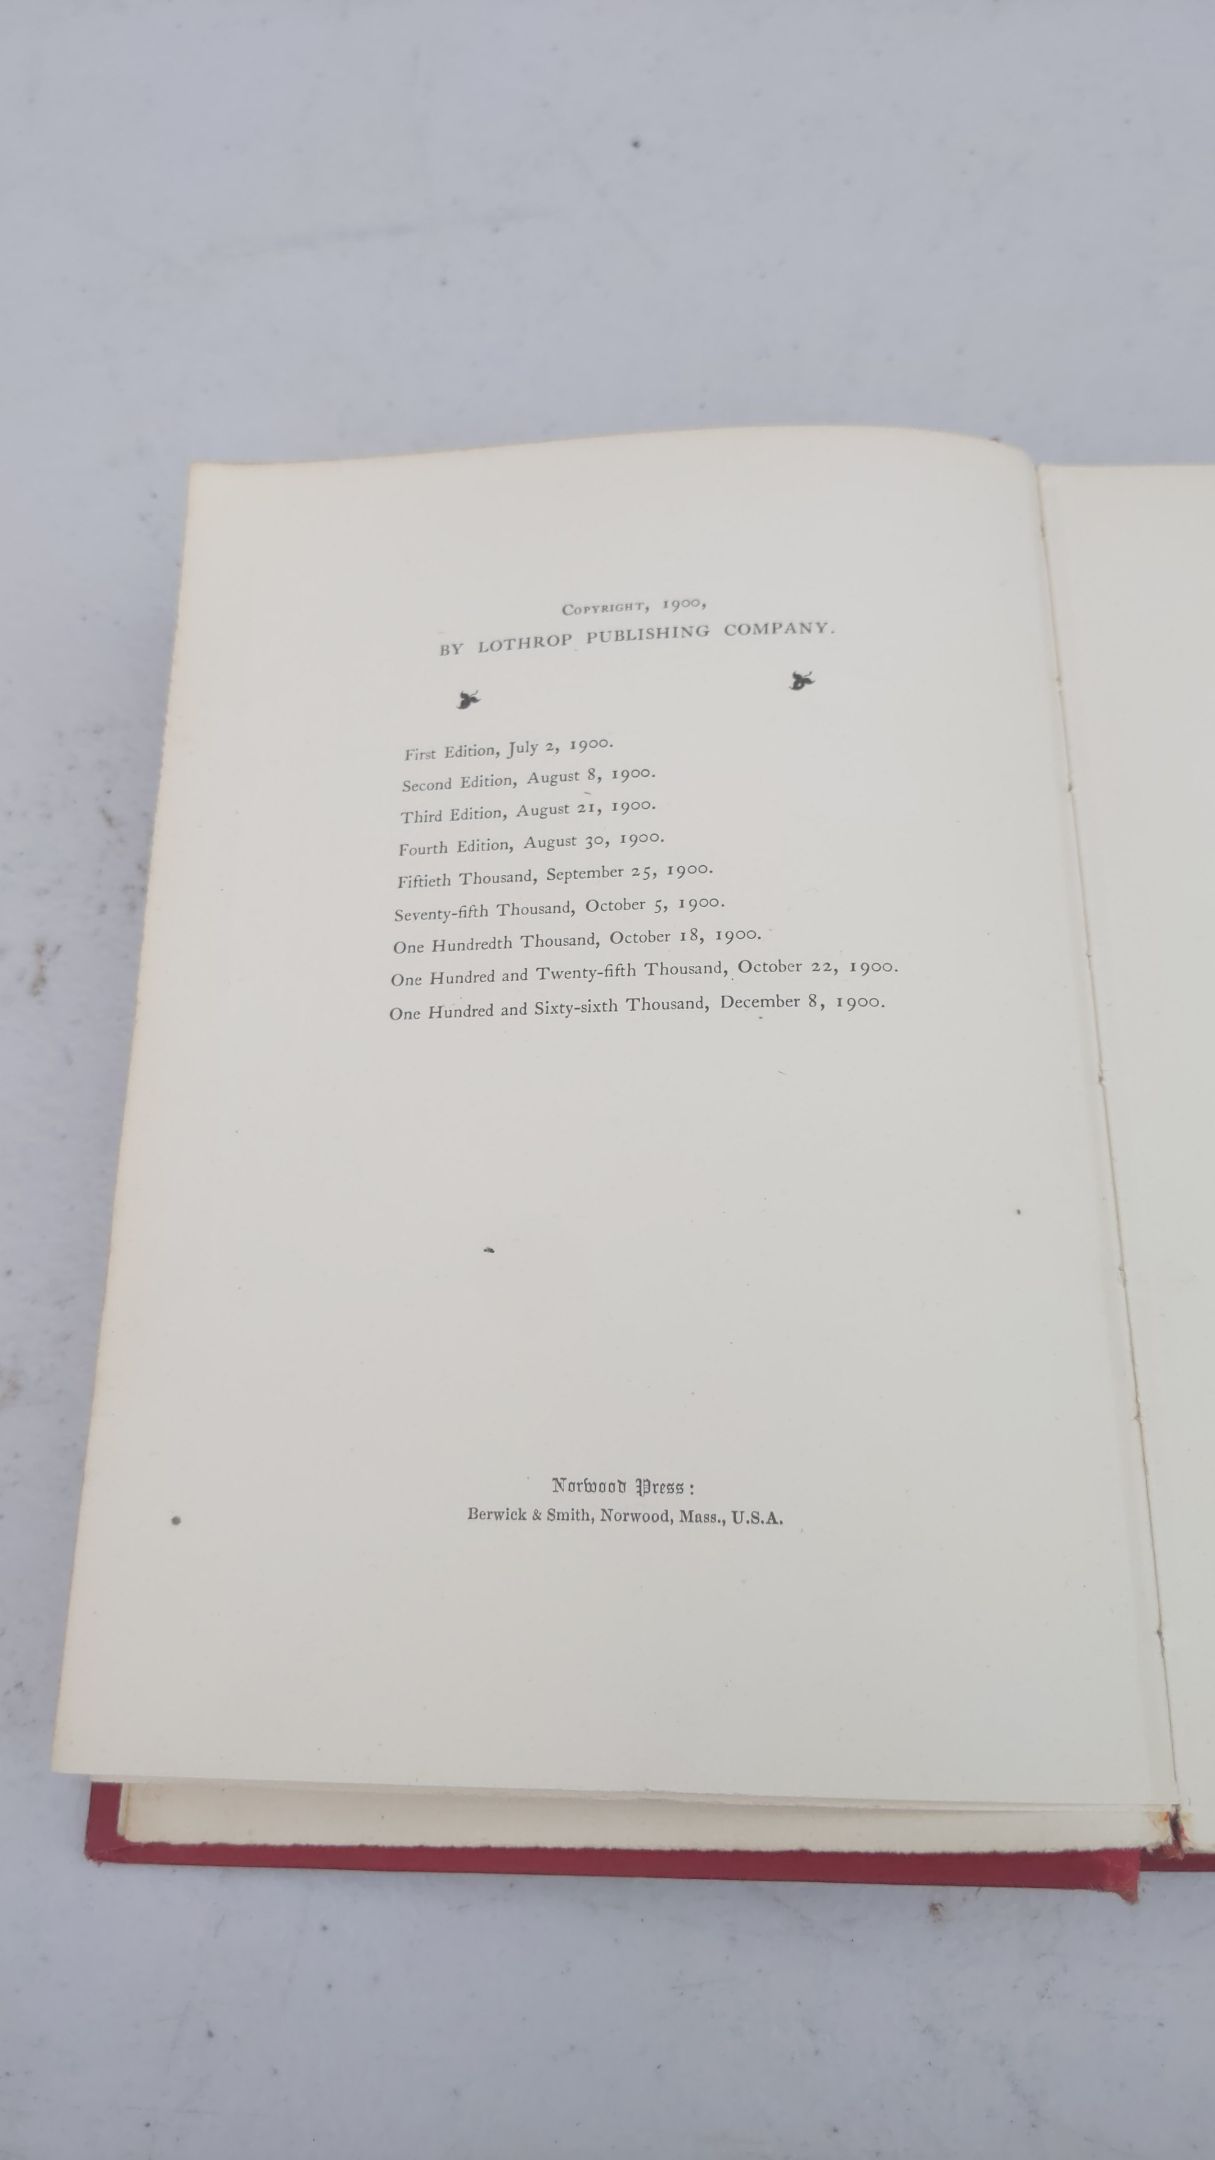 Copyright, 1900,
BY LOTHROP PUBLISHING COMPANY.
First Edition, July 2, 1900.
Second Edition, August 8, 1900.
Third Edition, August 21, 1900.
Fourth Edition, August 30, 1900.
Fiftieth Thousand, September 25, 1900.
Seventy-fifth Thousand, October 5, 1900.
One Hundredth Thousand, October 18, 1900.
One Hundred and Twenty-fifth Thousand, October 22, 1900.
One Hundred and Sixty-sixth Thousand, December 8, 1900.
Norwood Press:
Berwick & Smith, Norwood, Mass., U.S.A.